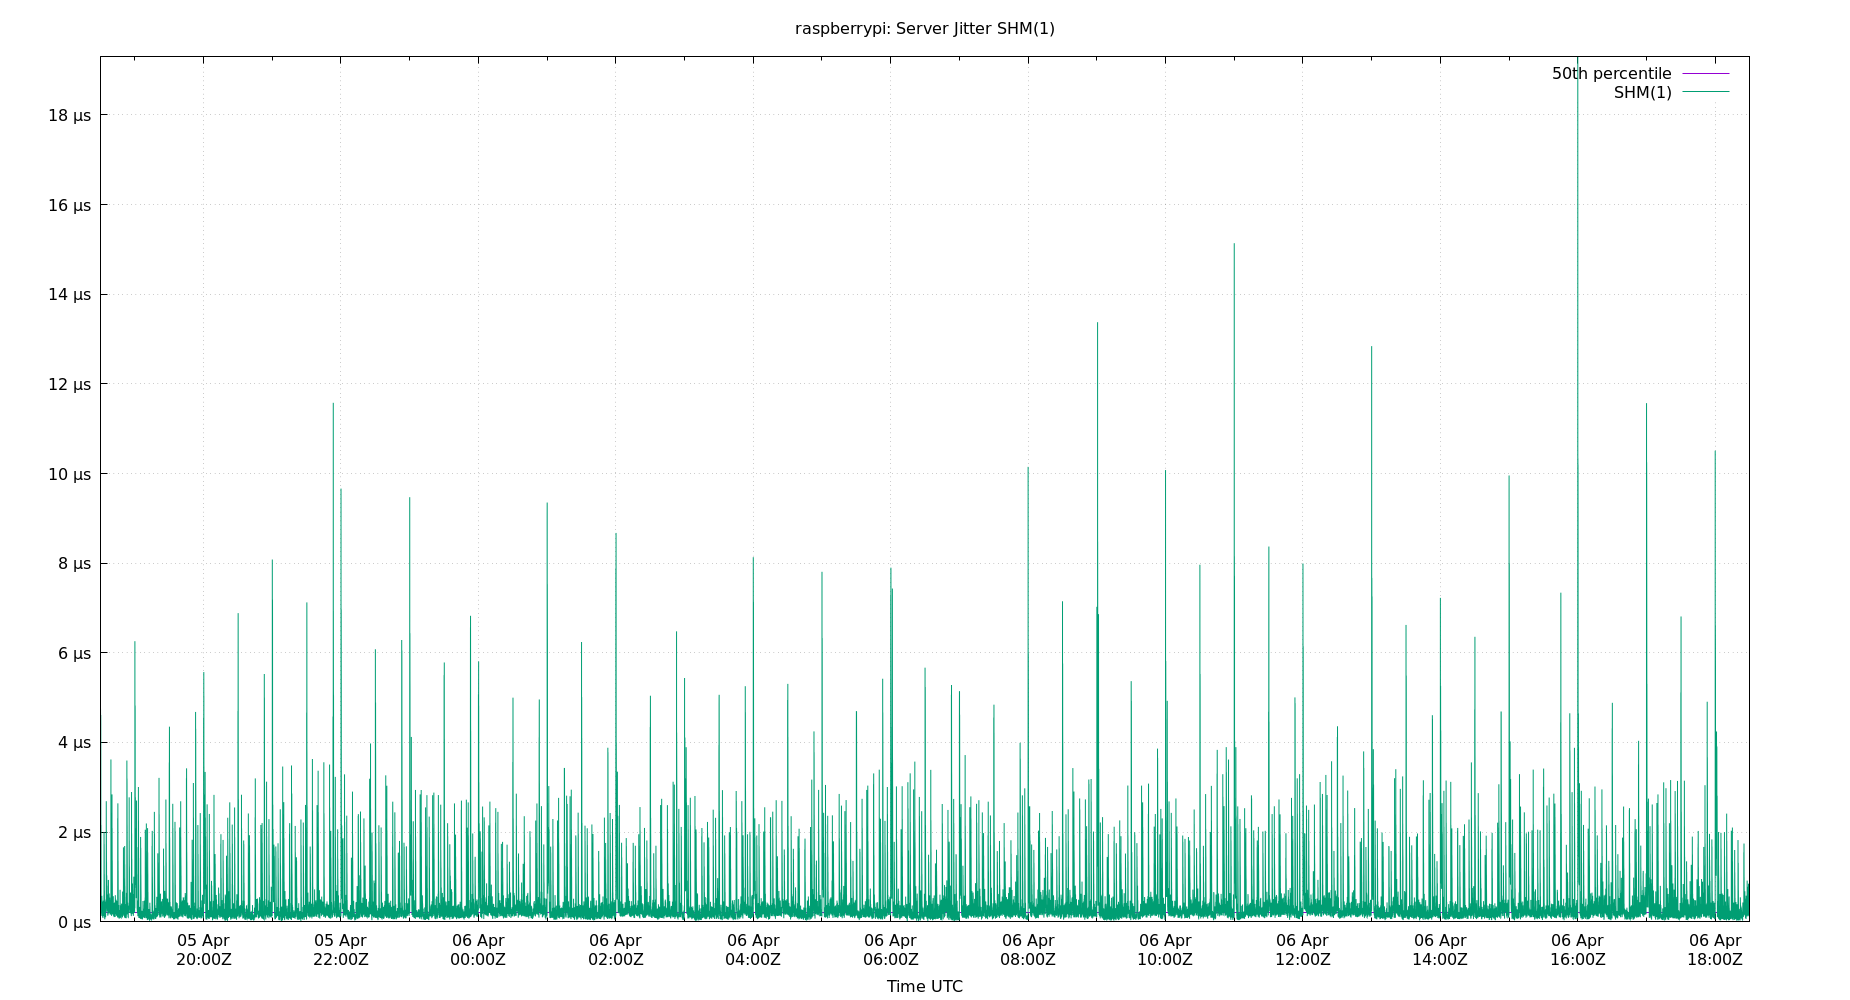 raspberrypi: Server Jitter SHM(1)
50th percentile
SHM(1)
18 µs
16 µs
14 µs
12 µs
10 µs
8 µs
6 µs
4 µs
2 µs
0 µs
05 Apr 05 Apr 06 Apr 06 Apr 06 Apr 06 Apr 06 Apr 06 Apr 06 Apr 06 Apr 06 Apr 06 Apr
20:00Z 22:00Z 00:00Z 02:00Z 04:00Z 06:00Z 08:00Z 10:00Z 12:00Z 14:00Z 16:00Z 18:00Z
Time UTC